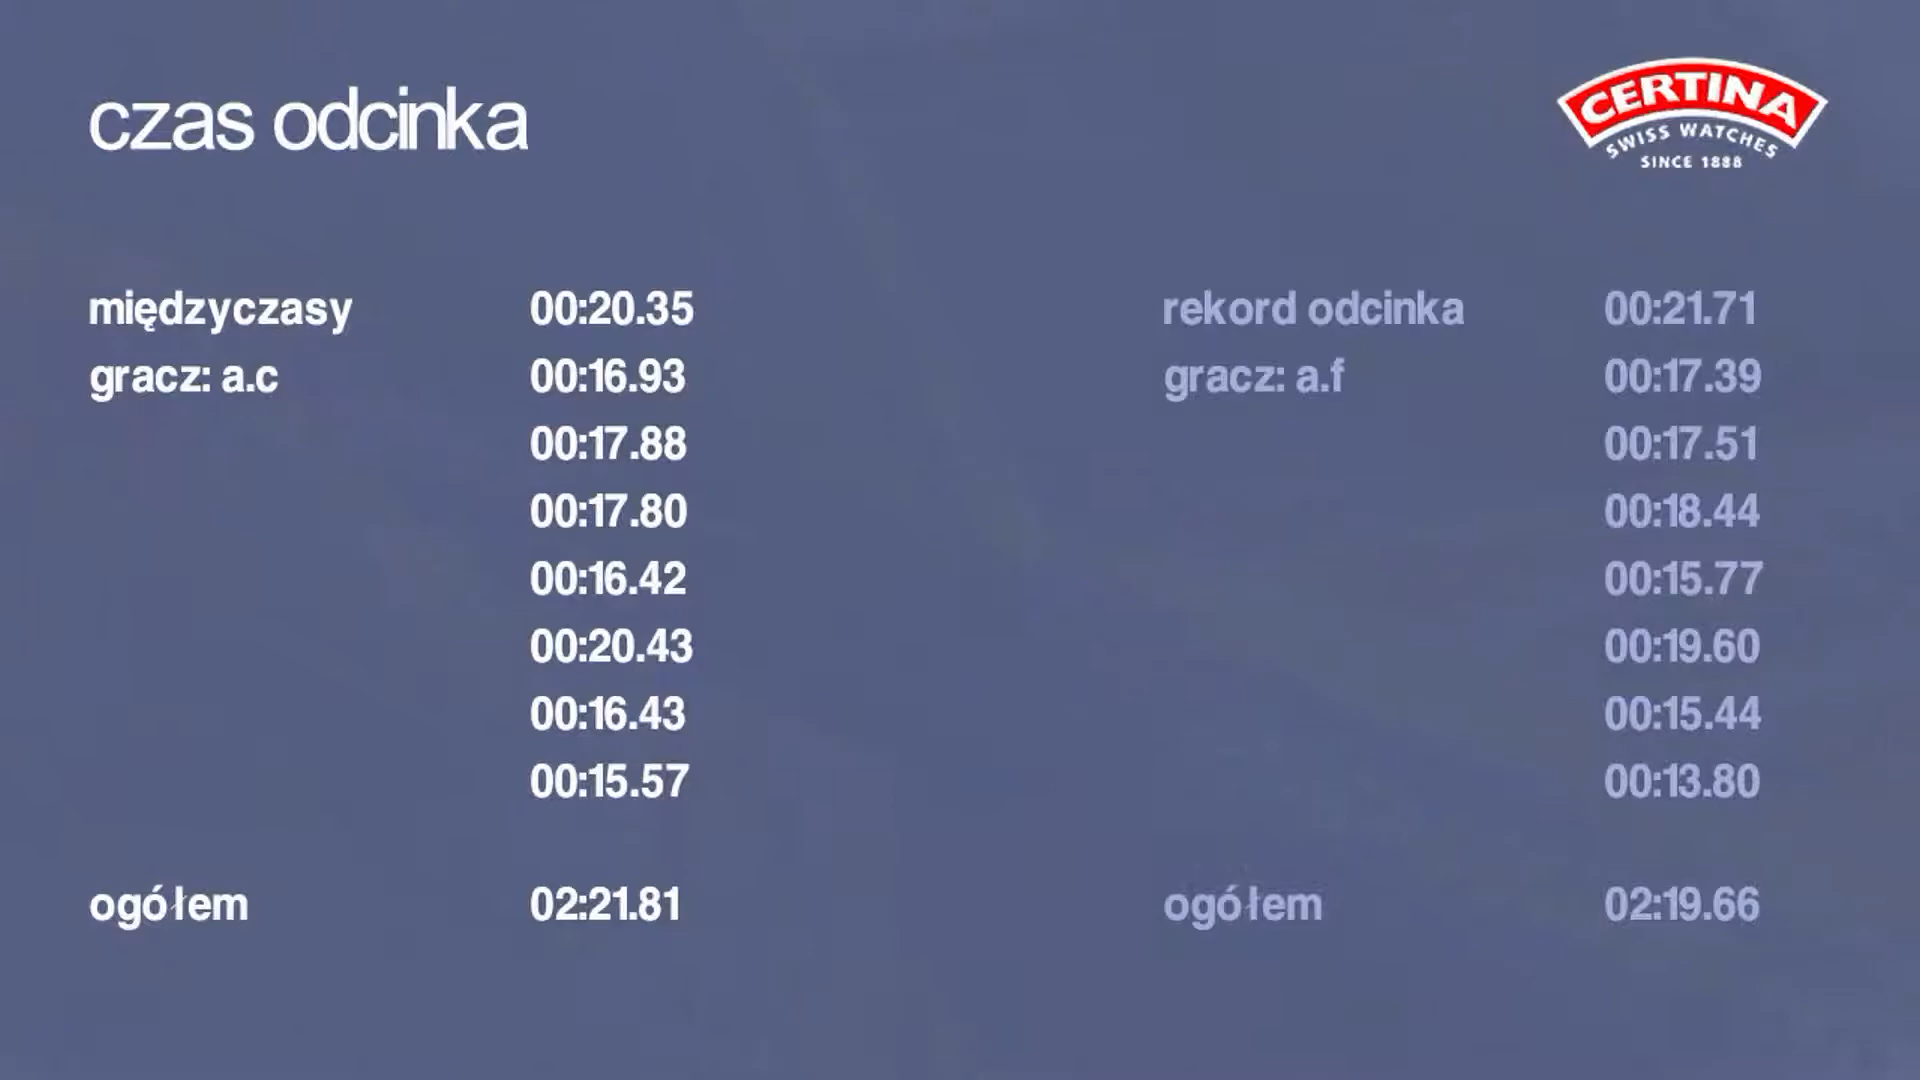 czas odcinka
CERTINA
SWISS WATCHES
SINCE 1888
międzyczasy 00:20.35 rekord odcinka 00:21.71
gracz: a.c 00:16.93 gracz: a.f 00:17.39
00:17.88 00:17.51
00:17.80 00:18.44
00:16.42 00:15.77
00:20.43 00:19.60
00:16.43 00:15.44
00:15.57 00:13.80
ogółem 02:21.81 ogółem 02:19.66